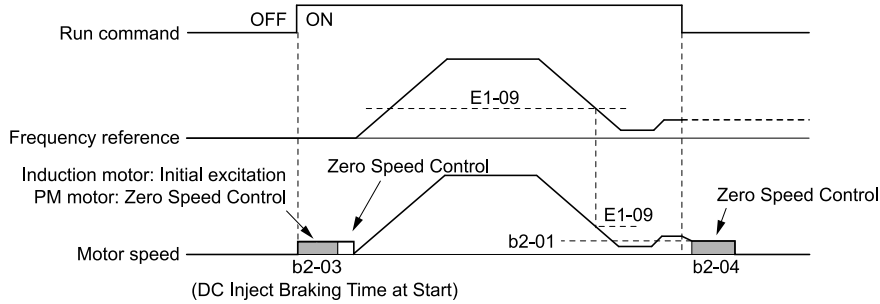 OFF ON
Run command
E1-09
Frequency reference
Induction motor: Initial excitation
PM motor: Zero Speed Control
Zero Speed Control
Zero Speed Control
E1-09
b2-01
Motor speed
b2-03
b2-04
(DC Inject Braking Time at Start)